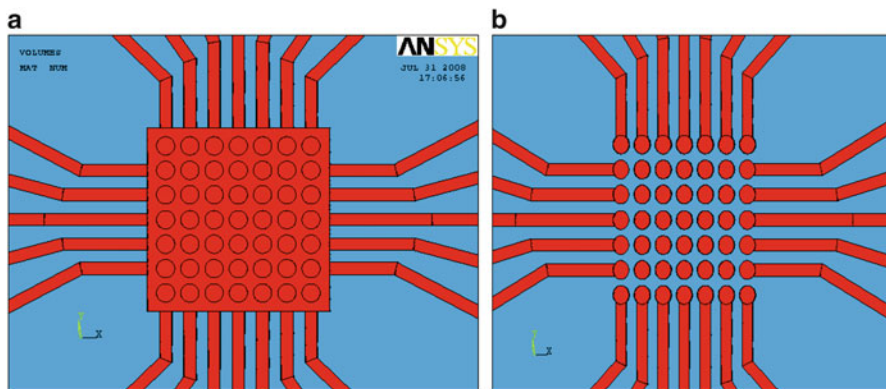 a
VOLUMES
MAT NUM
ANSYS
JUL 31 2008
17:06:56
Z
X
b
Z
X